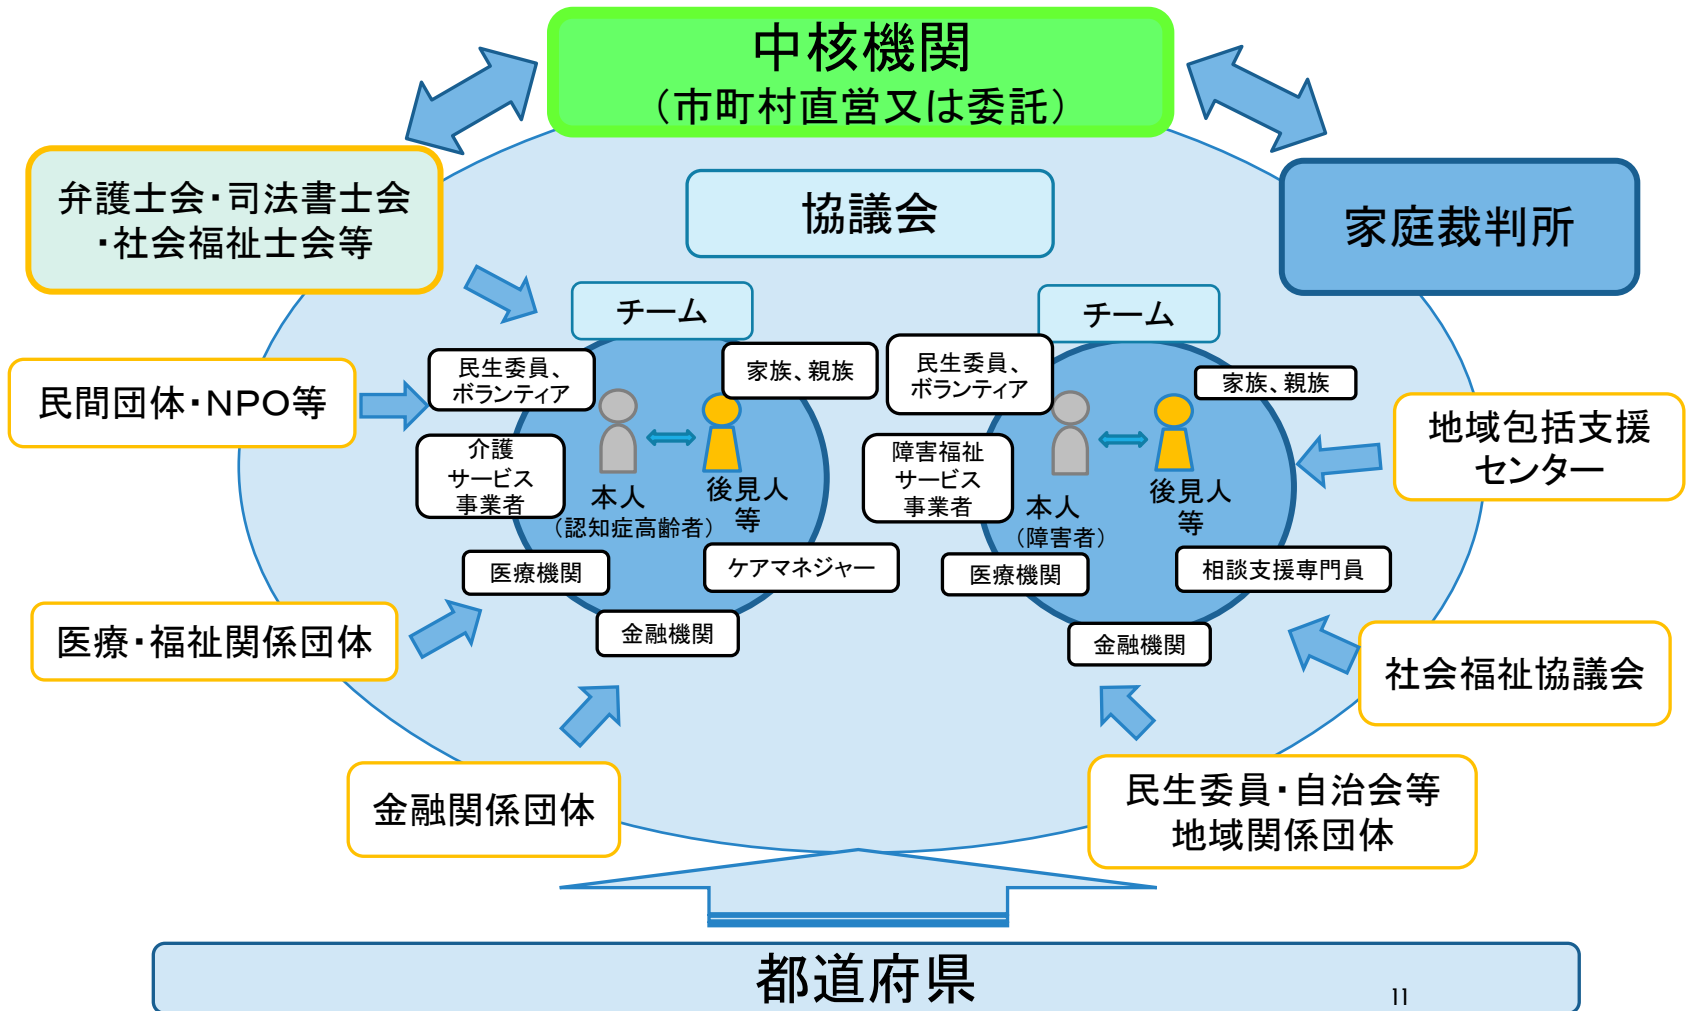 中核機関
（市町村直営又は委託）
弁護士会・司法書士会
・社会福祉士会等
協議会
家庭裁判所
チーム
民生委員、
ボランティア
家族、親族
介護
サービス
事業者
本人
（認知症高齢者）
後見人
等
医療機関
ケアマネジャー
金融機関
チーム
民生委員、
ボランティア
家族、親族
障害福祉
サービス
事業者
本人
（障害者）
後見人
等
医療機関
相談支援専門員
金融機関
民間団体・NPO等
地域包括支援
センター
医療・福祉関係団体
社会福祉協議会
金融関係団体
民生委員・自治会等
地域関係団体
都道府県
11